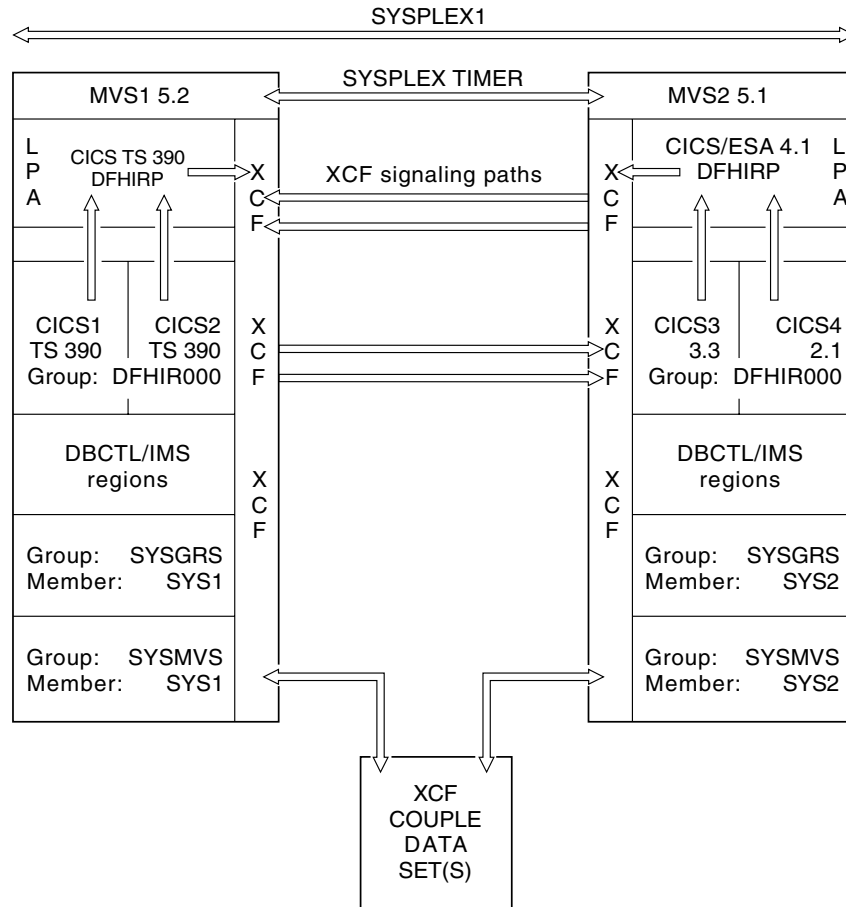 SYSPLEX1
SYSPLEX TIMER
MVS1 5.2
MVS2 5.1
L
P
A
CICS TS 390
DFHIRP
X
C
F
XCF signaling paths
X
C
F
CICS/ESA 4.1
DFHIRP
L
P
A
CICS1
TS 390
CICS2
TS 390
Group: DFHIR000
X
C
F
X
C
F
CICS3
3.3
CICS4
2.1
Group: DFHIR000
DBCTL/IMS
regions
X
C
F
X
C
F
DBCTL/IMS
regions
Group: SYSGRS
Member: SYS1
Group: SYSGRS
Member: SYS2
Group: SYSMVS
Member: SYS1
Group: SYSMVS
Member: SYS2
XCF
COUPLE
DATA
SET(S)